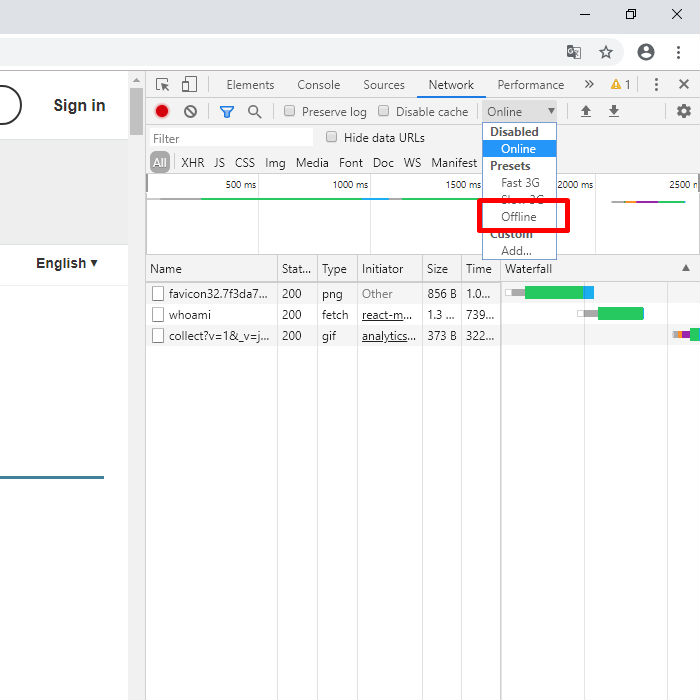 Sign in
English ▾
Elements Console Sources Network Performance » 1
Preserve log Disable cache Online ▼
Filter Hide data URLs
All XHR JS CSS Img Media Font Doc WS Manifest
Disabled
Online
Presets
Fast 3G
Slow 3G
Offline
Custom
Add...
500 ms 1000 ms 1500 2000 ms 2500
Name Stat... Type Initiator Size Time Waterfall ▲
favicon32.7f3da7... 200 png Other 856 B 1.0...
whoami 200 fetch react-m... 1.3 ... 739...
collect?v=1&_v=j... 200 gif analytics... 373 B 322...